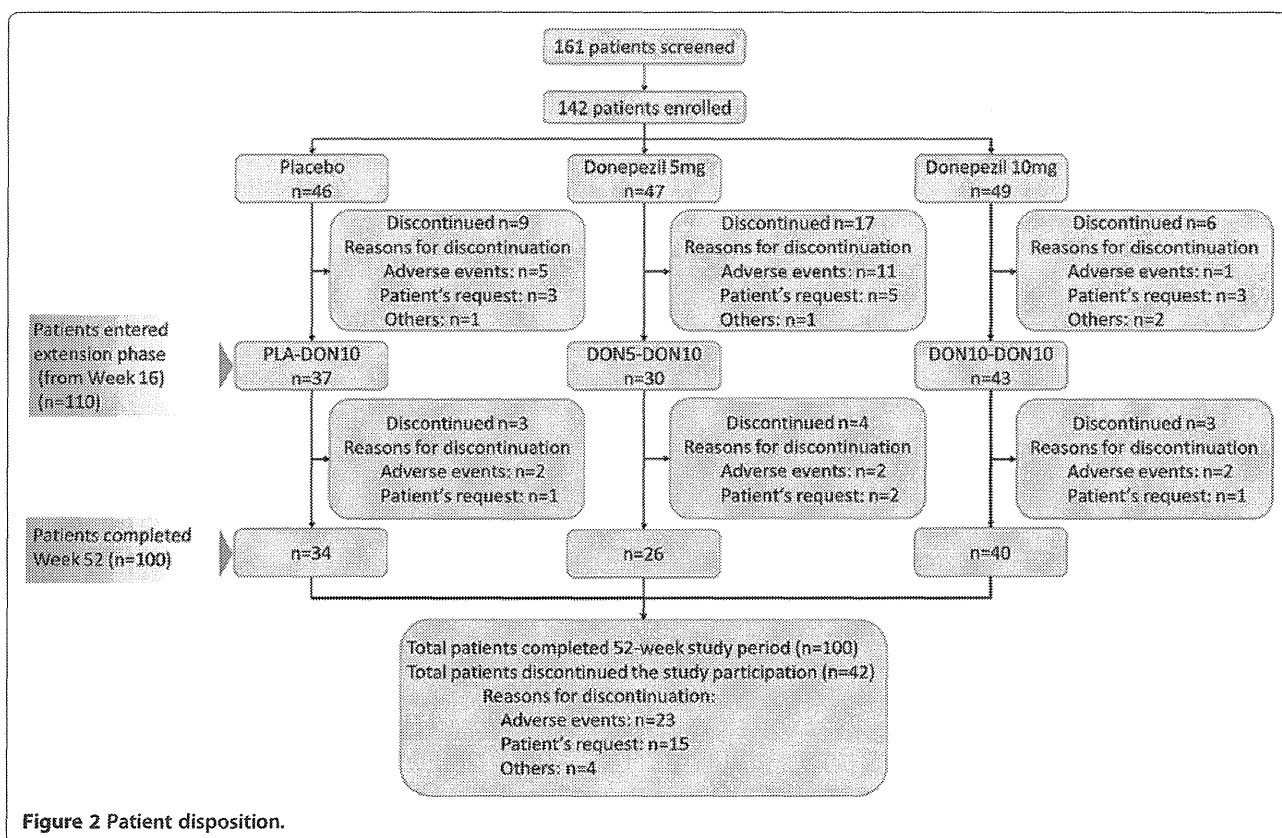 161 patients screened
142 patients enrolled
Placebo
n=46
Donepezil 5mg
n=47
Donepezil 10mg
n=49
Discontinued n=9
Reasons for discontinuation
Adverse events: n=5
Patient's request: n=3
Others: n=1
Discontinued n=17
Reasons for discontinuation
Adverse events: n=11
Patient's request: n=5
Others: n=1
Discontinued n=6
Reasons for discontinuation
Adverse events: n=1
Patient's request: n=3
Others: n=2
Patients entered
extension phase
(from Week 16)
(n=110)
PLA-DON10
n=37
DON5-DON10
n=30
DON10-DON10
n=43
Discontinued n=3
Reasons for discontinuation
Adverse events: n=2
Patient's request: n=1
Discontinued n=4
Reasons for discontinuation
Adverse events: n=2
Patient's request: n=2
Discontinued n=3
Reasons for discontinuation
Adverse events: n=2
Patient's request: n=1
Patients completed
Week 52 (n=100)
n=34
n=26
n=40
Total patients completed 52-week study period (n=100)
Total patients discontinued the study participation (n=42)
Reasons for discontinuation:
Adverse events: n=23
Patient's request: n=15
Others: n=4
Figure 2 Patient disposition.